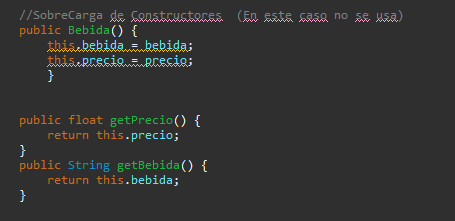 //SobreCarga de Constructores  (En este caso no se usa)
public Bebida() {
    this.bebida = bebida;
    this.precio = precio;
    }
public float getPrecio() {
    return this.precio;
}
public String getBebida() {
    return this.bebida;
}